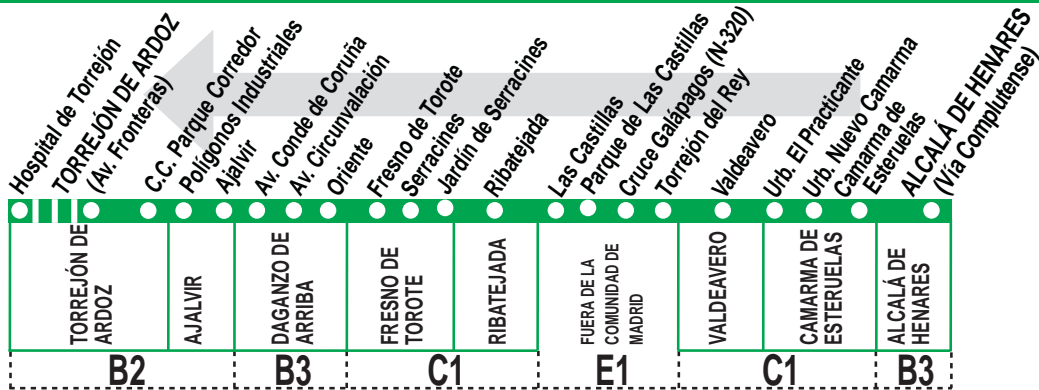 Hospital de Torrejón
TORREJÓN DE ARDOZ
(Av. Fronteras)
C.C. Parque Corredor
Polígonos Industriales
Ajalvir
Av. Conde de Coruña
Av. Circunvalación
Oriente
Fresno de Torote
Serracines
Jardín de Serracines
Ribatejada
Las Castillas
Parque de Las Castillas
Cruce Galápagos (N-320)
Torrejón del Rey
Valdeavero
Urb. El Practicante
Urb. Nuevo Camarma
Camarma de
Esteruelas
ALCALÁ DE HENARES
(Vía Complutense)
TORREJÓN DE
ARDOZ
AJALVIR
DAGANZO DE
ARRIBA
FRESNO DE
TOROTE
RIBATEJADA
FUERA DE LA
COMUNIDAD DE
MADRID
VALDEAVERO
CAMARMA DE
ESTERUELAS
ALCALÁ DE
HENARES
B2
B3
C1
E1
C1
B3